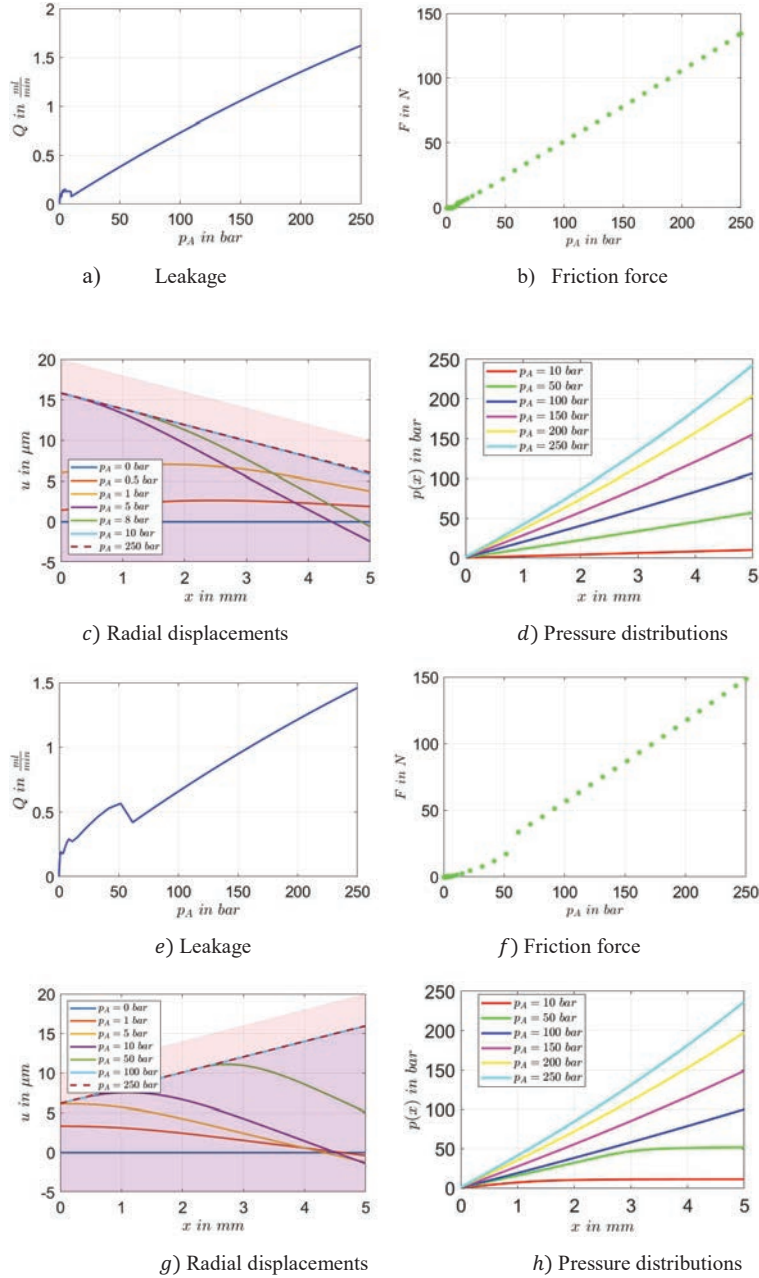 2
1.5
1
0.5
0
Q in ml/min
0 50 100 150 200 250
p_A in bar
a) Leakage
150
100
50
0
F in N
0 50 100 150 200 250
p_A in bar
b) Friction force
20
15
10
5
0
-5
u in μm
p_A = 0 bar
p_A = 0.5 bar
p_A = 1 bar
p_A = 5 bar
p_A = 8 bar
p_A = 10 bar
p_A = 250 bar
0 1 2 3 4 5
x in mm
c) Radial displacements
250
200
150
100
50
0
p(x) in bar
p_A = 10 bar
p_A = 50 bar
p_A = 100 bar
p_A = 150 bar
p_A = 200 bar
p_A = 250 bar
0 1 2 3 4 5
x in mm
d) Pressure distributions
1.5
1
0.5
0
Q in ml/min
0 50 100 150 200 250
p_A in bar
e) Leakage
150
100
50
0
F in N
0 50 100 150 200 250
p_A in bar
f) Friction force
20
15
10
5
0
-5
u in μm
p_A = 0 bar
p_A = 1 bar
p_A = 5 bar
p_A = 10 bar
p_A = 50 bar
p_A = 100 bar
p_A = 250 bar
0 1 2 3 4 5
x in mm
g) Radial displacements
250
200
150
100
50
0
p(x) in bar
p_A = 10 bar
p_A = 50 bar
p_A = 100 bar
p_A = 150 bar
p_A = 200 bar
p_A = 250 bar
0 1 2 3 4 5
x in mm
h) Pressure distributions